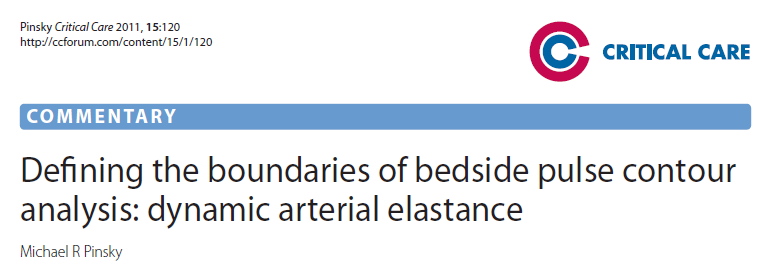 Pinsky Critical Care 2011, 15:120
http://ccforum.com/content/15/1/120
CRITICAL CARE
COMMENTARY
Defining the boundaries of bedside pulse contour
analysis: dynamic arterial elastance
Michael R Pinsky